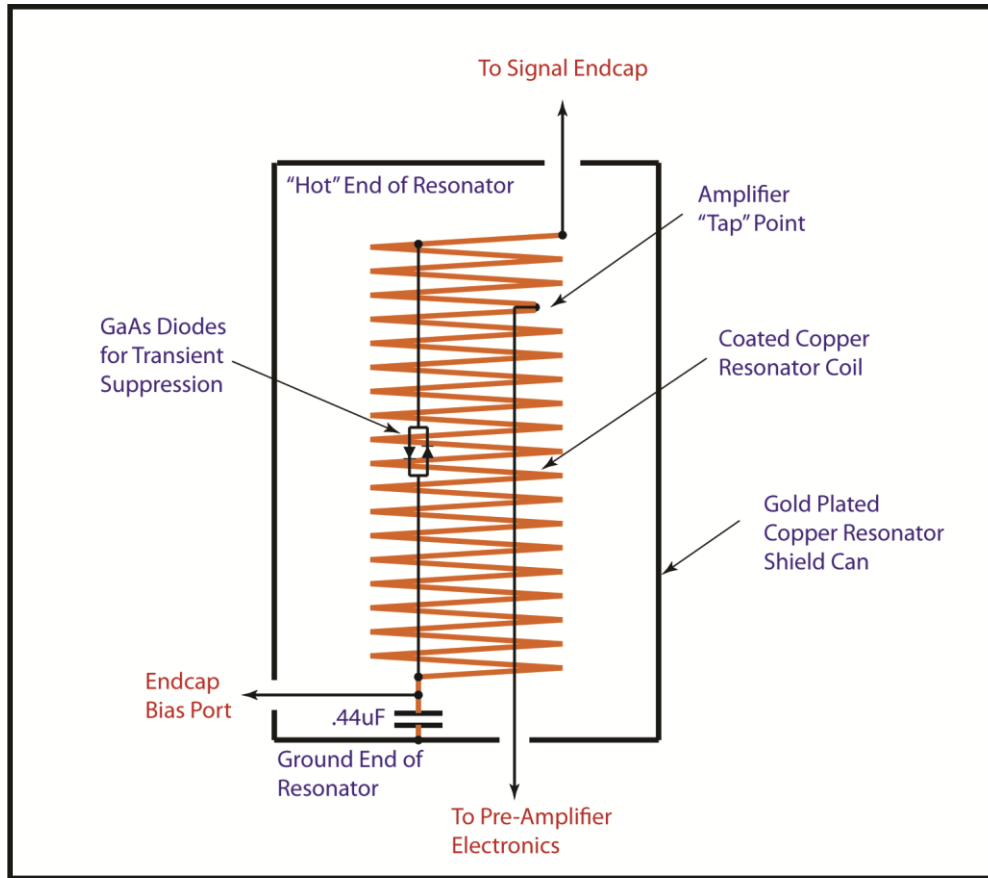 To Signal Endcap
“Hot” End of Resonator
Amplifier
“Tap” Point
GaAs Diodes
for Transient
Suppression
Coated Copper
Resonator Coil
Gold Plated
Copper Resonator
Shield Can
Endcap
Bias Port
.44uF
Ground End of
Resonator
To Pre-Amplifier
Electronics